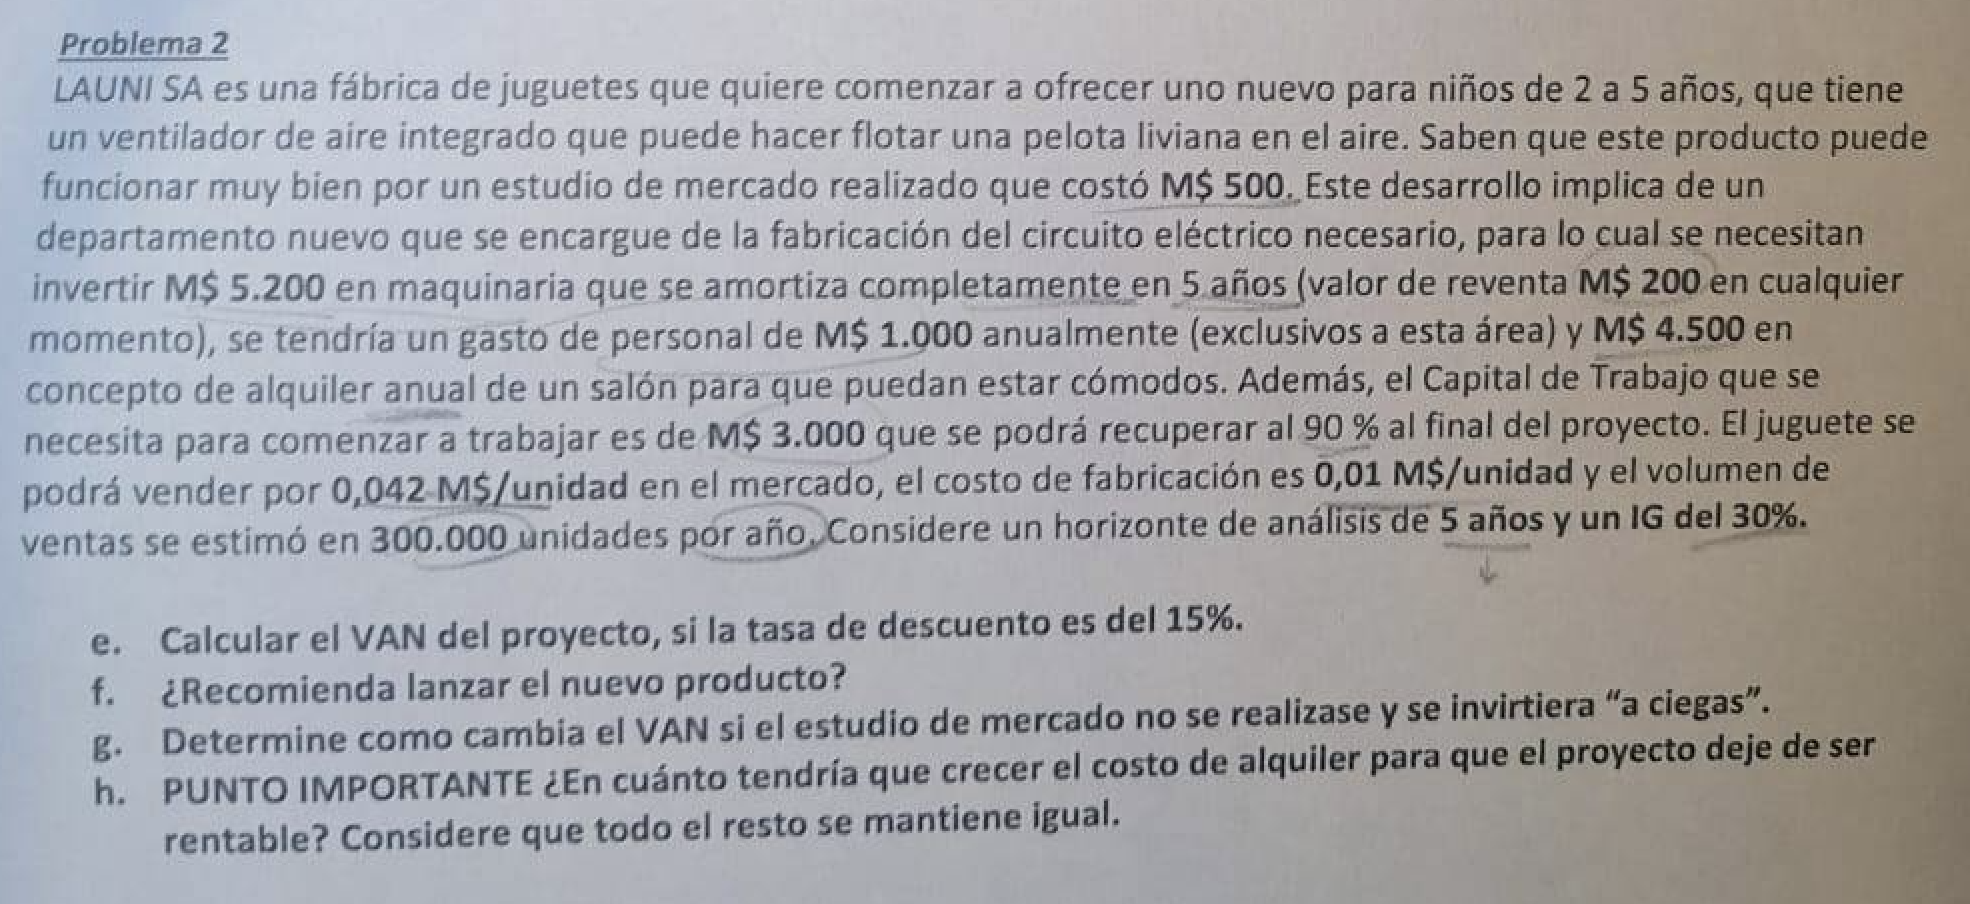 Problema 2
LAUNI SA es una fábrica de juguetes que quiere comenzar a ofrecer uno nuevo para niños de 2 a 5 años, que tiene
un ventilador de aire integrado que puede hacer flotar una pelota liviana en el aire. Saben que este producto puede
funcionar muy bien por un estudio de mercado realizado que costó M$ 500. Este desarrollo implica de un
departamento nuevo que se encargue de la fabricación del circuito eléctrico necesario, para lo cual se necesitan
invertir M$ 5.200 en maquinaria que se amortiza completamente en 5 años (valor de reventa M$ 200 en cualquier
momento), se tendría un gasto de personal de M$ 1.000 anualmente (exclusivos a esta área) y M$ 4.500 en
concepto de alquiler anual de un salón para que puedan estar cómodos. Además, el Capital de Trabajo que se
necesita para comenzar a trabajar es de M$ 3.000 que se podrá recuperar al 90 % al final del proyecto. El juguete se
podrá vender por 0,042 M$/unidad en el mercado, el costo de fabricación es 0,01 M$/unidad y el volumen de
ventas se estimó en 300.000 unidades por año. Considere un horizonte de análisis de 5 años y un IG del 30%.
e. Calcular el VAN del proyecto, si la tasa de descuento es del 15%.
f. ¿Recomienda lanzar el nuevo producto?
g. Determine como cambia el VAN si el estudio de mercado no se realizase y se invirtiera “a ciegas”.
h. PUNTO IMPORTANTE ¿En cuánto tendría que crecer el costo de alquiler para que el proyecto deje de ser
rentable? Considere que todo el resto se mantiene igual.